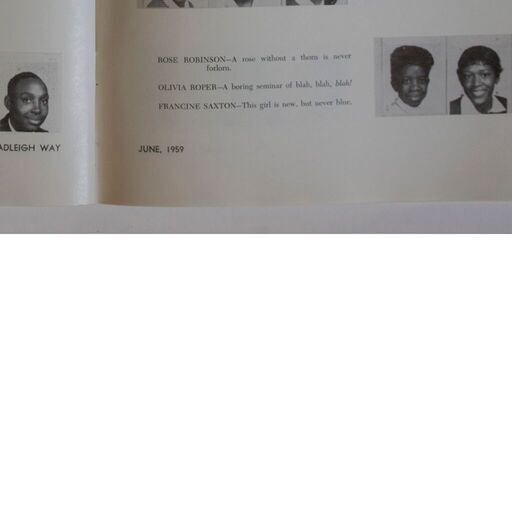 ROSE ROBINSON—A rose without a thorn is never
forlorn.
OLIVIA ROPER—A boring seminar of blah, blah, blah!
FRANCINE SAXTON—This girl is new, but never blue.
ADLEIGH WAY
JUNE, 1959